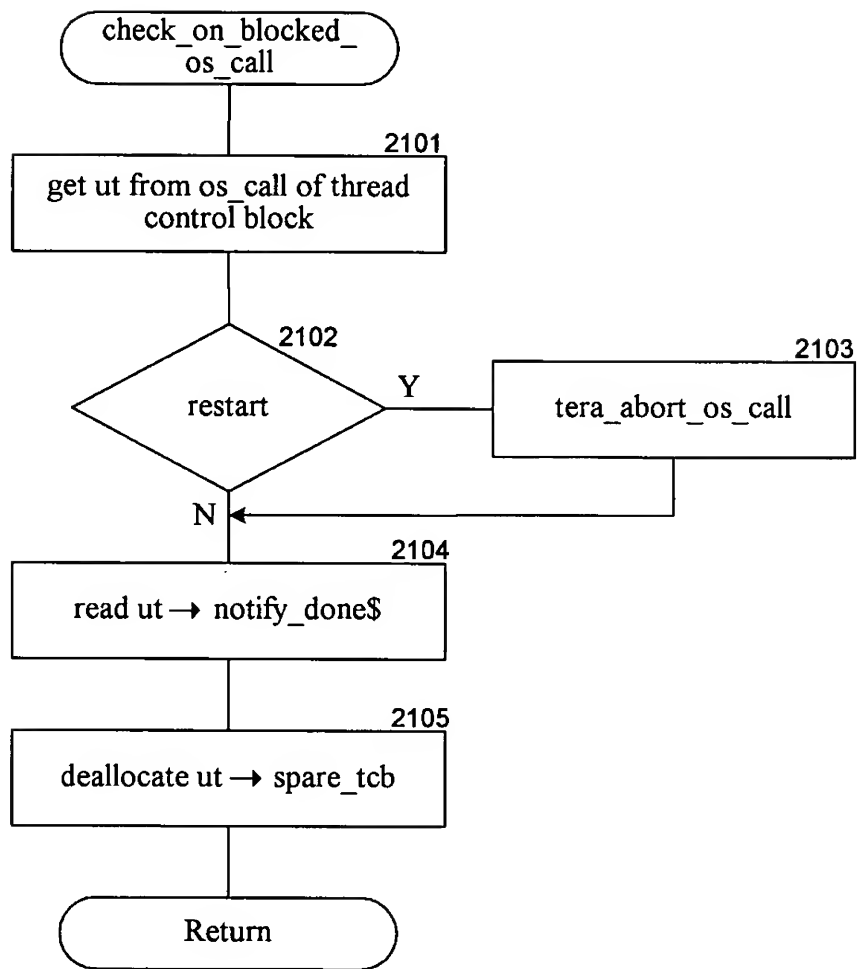 check_on_blocked_
os_call
2101
get ut from os_call of thread
control block
2102
restart
Y
2103
tera_abort_os_call
N
2104
read ut → notify_done$
2105
deallocate ut → spare_tcb
Return